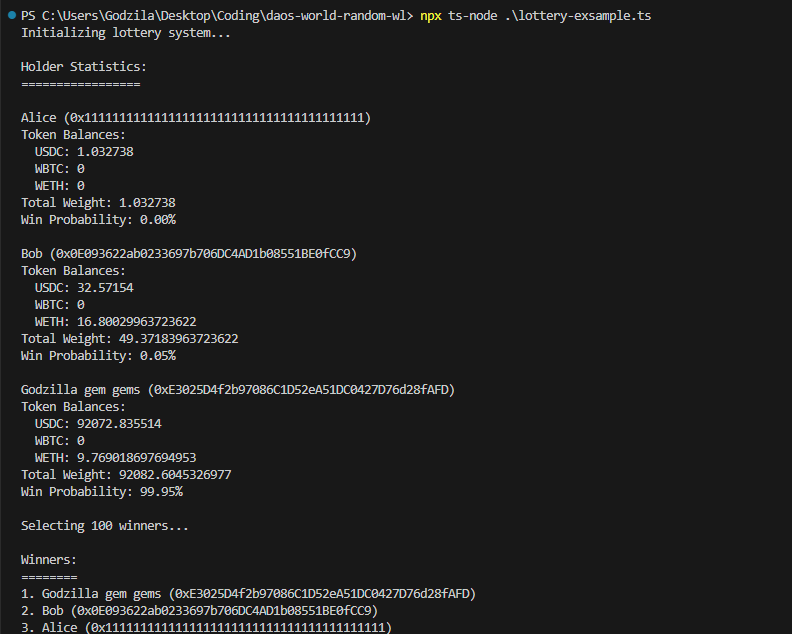 PS C:\Users\Godzila\Desktop\Coding\daos-world-random-wl> npx ts-node .\lottery-exsample.ts
Initializing lottery system...
Holder Statistics:
=================
Alice (0x1111111111111111111111111111111111111111)
Token Balances:
USDC: 1.032738
WBTC: 0
WETH: 0
Total Weight: 1.032738
Win Probability: 0.00%
Bob (0x0E093622ab0233697b706DC4AD1b08551BE0fCC9)
Token Balances:
USDC: 32.57154
WBTC: 0
WETH: 16.80029963723622
Total Weight: 49.37183963723622
Win Probability: 0.05%
Godzilla gem gems (0xE3025D4f2b97086C1D52eA51DC0427D76d28fAFD)
Token Balances:
USDC: 92072.835514
WBTC: 0
WETH: 9.769018697694953
Total Weight: 92082.6045326977
Win Probability: 99.95%
Selecting 100 winners...
Winners:
========
1. Godzilla gem gems (0xE3025D4f2b97086C1D52eA51DC0427D76d28fAFD)
2. Bob (0x0E093622ab0233697b706DC4AD1b08551BE0fCC9)
3. Alice (0x1111111111111111111111111111111111111111)